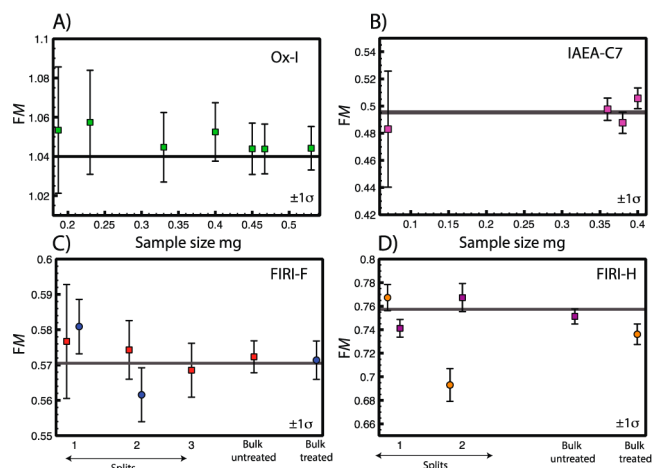 A)
1.1
Ox-I
1.08
1.06
FM
1.04
1.02
±1σ
0.2 0.25 0.3 0.35 0.4 0.45 0.5
Sample size mg
B)
0.54
IAEA-C7
0.52
0.5
FM
0.48
0.46
0.44
0.42
±1σ
0.05 0.1 0.15 0.2 0.25 0.3 0.35 0.4
Sample size mg
C)
0.6
FIRI-F
0.59
0.58
FM
0.57
0.56
0.55
±1σ
1 2 3 Bulk untreated Bulk treated
Splits
D)
0.8
FIRI-H
0.78
0.76
0.74
FM
0.72
0.7
0.68
0.66
±1σ
1 2 Bulk untreated Bulk treated
Splits